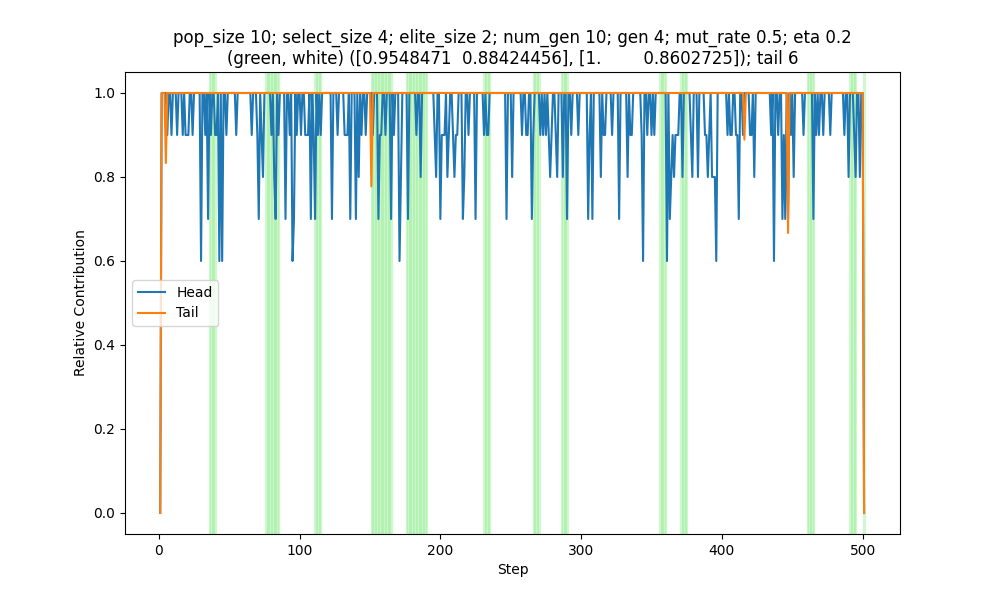 pop_size 10; select_size 4; elite_size 2; num_gen 10; gen 4; mut_rate 0.5; eta 0.2
(green, white) ([0.9548471  0.88424456], [1.         0.8602725]); tail 6
1.0
0.8
0.6
0.4
0.2
0.0
Relative Contribution
Head
Tail
0
100
200
300
400
500
Step